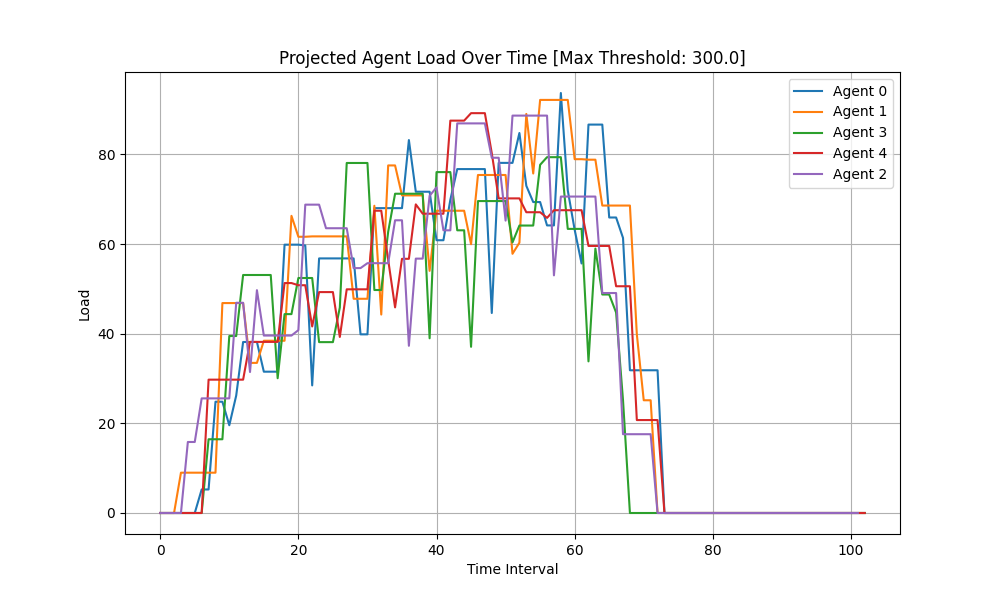 Projected Agent Load Over Time [Max Threshold: 300.0]
Agent 0
Agent 1
Agent 3
Agent 4
Agent 2
Load
80
60
40
20
0
0 20 40 60 80 100
Time Interval